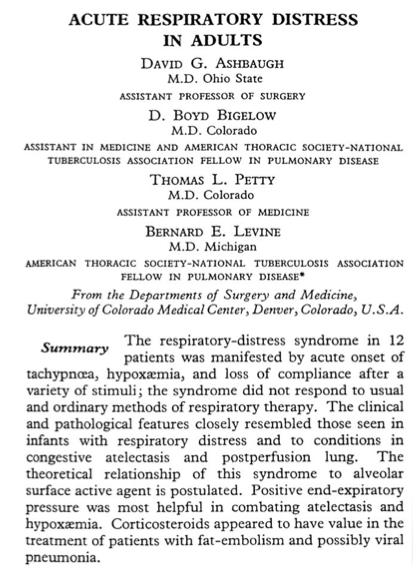 ACUTE RESPIRATORY DISTRESS
IN ADULTS
DAVID G. ASHBAUGH
M.D. Ohio State
ASSISTANT PROFESSOR OF SURGERY
D. BOYD BIGELOW
M.D. Colorado
ASSISTANT IN MEDICINE AND AMERICAN THORACIC SOCIETY-NATIONAL
TUBERCULOSIS ASSOCIATION FELLOW IN PULMONARY DISEASE
THOMAS L. PETTY
M.D. Colorado
ASSISTANT PROFESSOR OF MEDICINE
BERNARD E. LEVINE
M.D. Michigan
AMERICAN THORACIC SOCIETY-NATIONAL TUBERCULOSIS ASSOCIATION
FELLOW IN PULMONARY DISEASE*
From the Departments of Surgery and Medicine,
University of Colorado Medical Center, Denver, Colorado, U.S.A.
Summary The respiratory-distress syndrome in 12
patients was manifested by acute onset of
tachypnœa, hypoxæmia, and loss of compliance after a
variety of stimuli; the syndrome did not respond to usual
and ordinary methods of respiratory therapy. The clinical
and pathological features closely resembled those seen in
infants with respiratory distress and to conditions in
congestive atelectasis and postperfusion lung. The
theoretical relationship of this syndrome to alveolar
surface active agent is postulated. Positive end-expiratory
pressure was most helpful in combating atelectasis and
hypoxæmia. Corticosteroids appeared to have value in the
treatment of patients with fat-embolism and possibly viral
pneumonia.